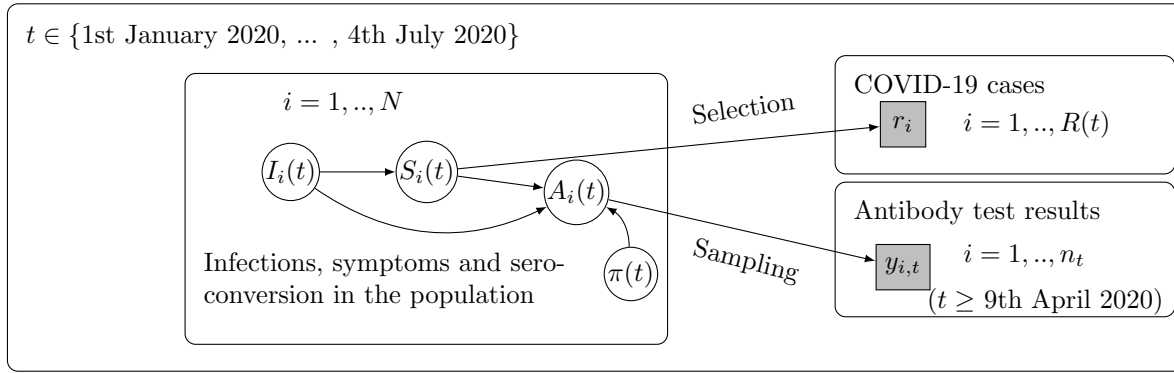 t ∈ {1st January 2020, ... , 4th July 2020}
i = 1, .., N
I_i(t)
S_i(t)
A_i(t)
π(t)
Infections, symptoms and sero-
conversion in the population
Selection
Sampling
COVID-19 cases
r_i
i = 1, .., R(t)
Antibody test results
y_{i,t}
i = 1, .., n_t
(t ≥ 9th April 2020)